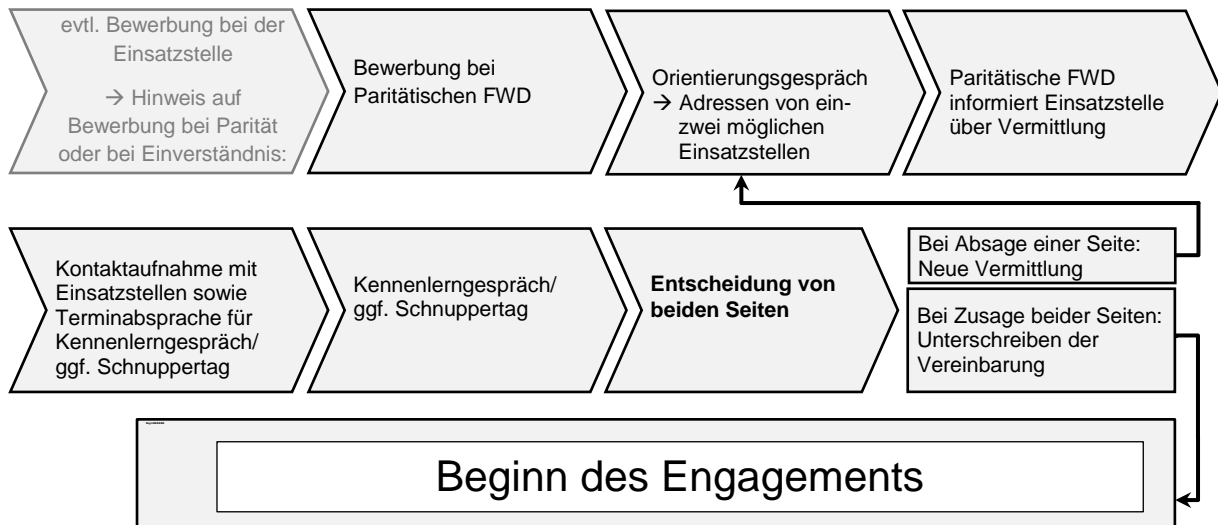 evtl. Bewerbung bei der
Einsatzstelle
→ Hinweis auf
Bewerbung bei Parität
oder bei Einverständnis:
Bewerbung bei
Paritätischen FWD
Orientierungsgespräch
→ Adressen von ein-
zwei möglichen
Einsatzstellen
Paritätische FWD
informiert Einsatzstelle
über Vermittlung
Kontaktaufnahme mit
Einsatzstellen sowie
Terminabsprache für
Kennenlerngespräch/
ggf. Schnuppertag
Kennenlerngespräch/
ggf. Schnuppertag
Entscheidung von
beiden Seiten
Bei Absage einer Seite:
Neue Vermittlung
Bei Zusage beider Seiten:
Unterschreiben der
Vereinbarung
Beginn des Engagements